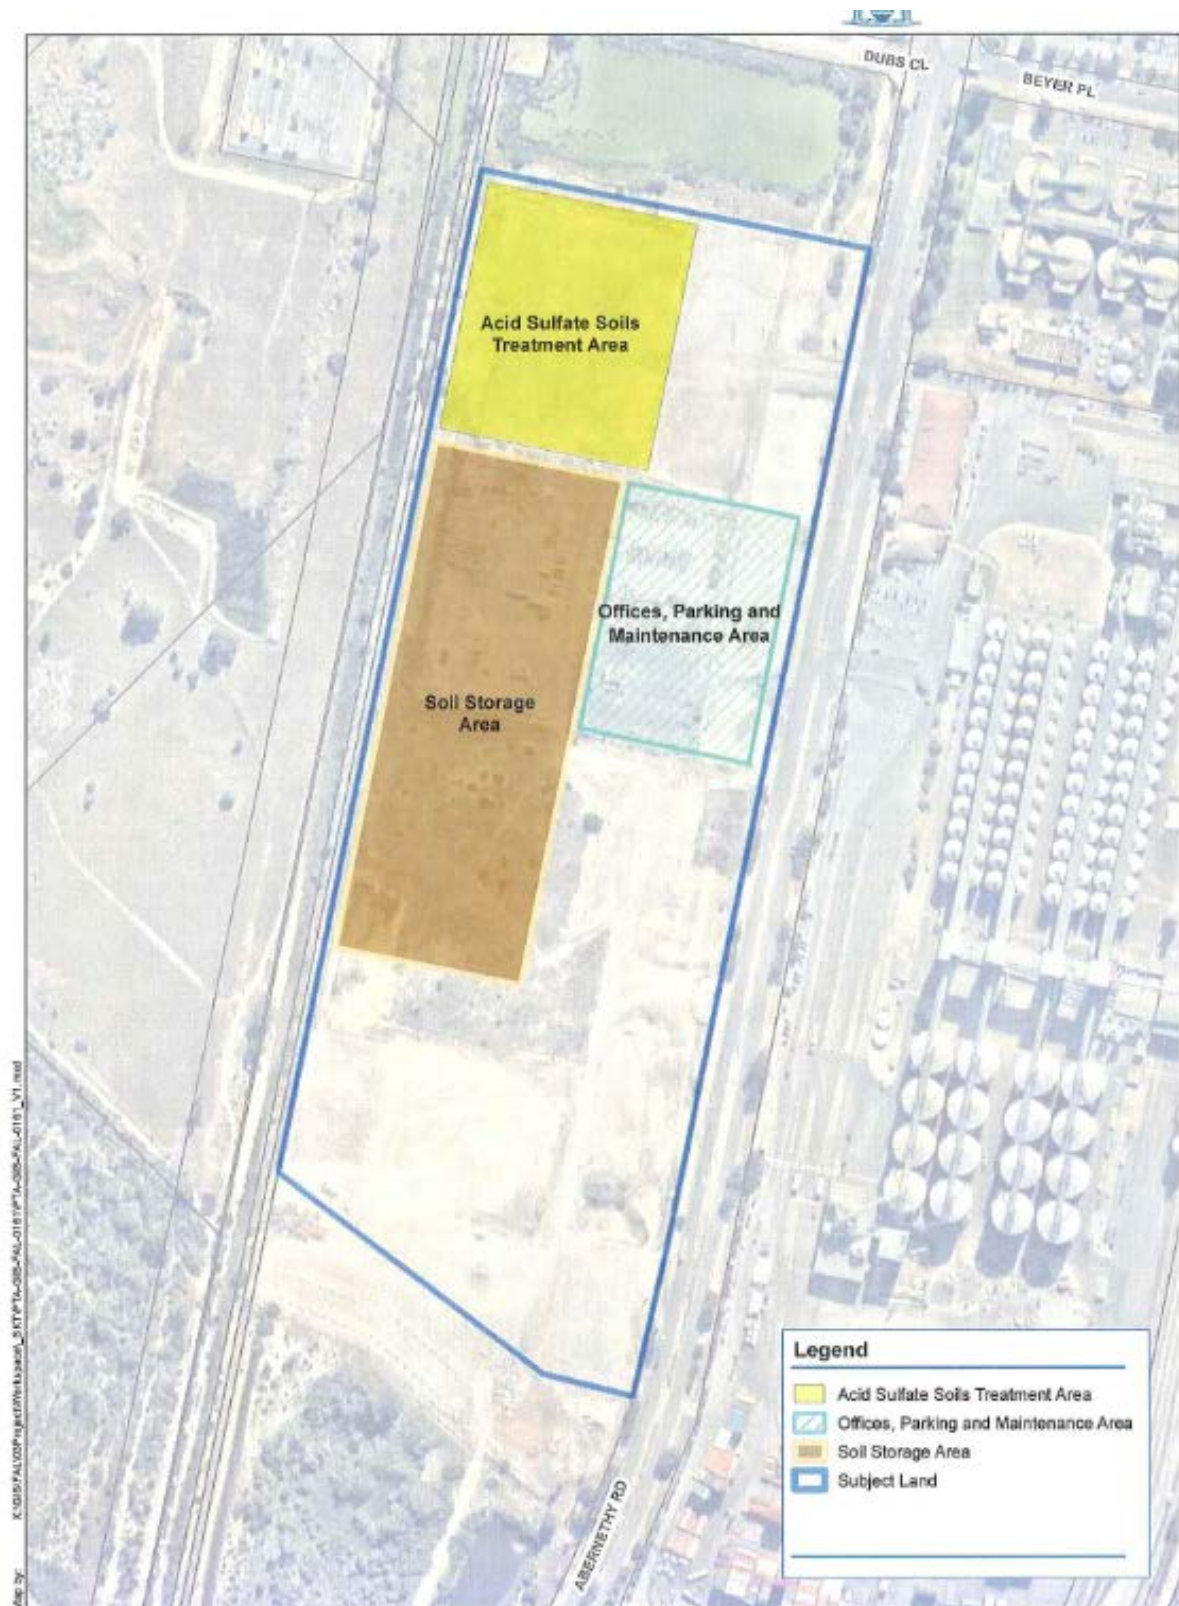 DUBS CL
BEYER PL
Acid Sulfate Soils
Treatment Area
Offices, Parking and
Maintenance Area
Soil Storage
Area
ABERNETHY RD
Legend
Acid Sulfate Soils Treatment Area
Offices, Parking and Maintenance Area
Soil Storage Area
Subject Land